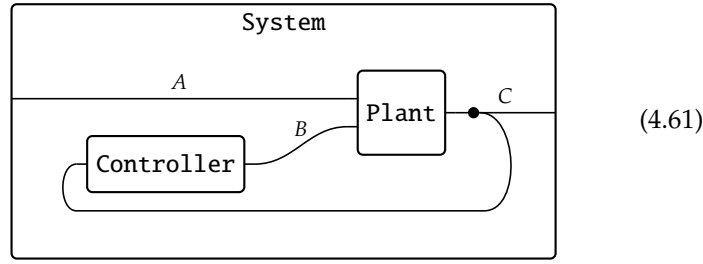 System
A
C
Plant
(4.61)
B
Controller